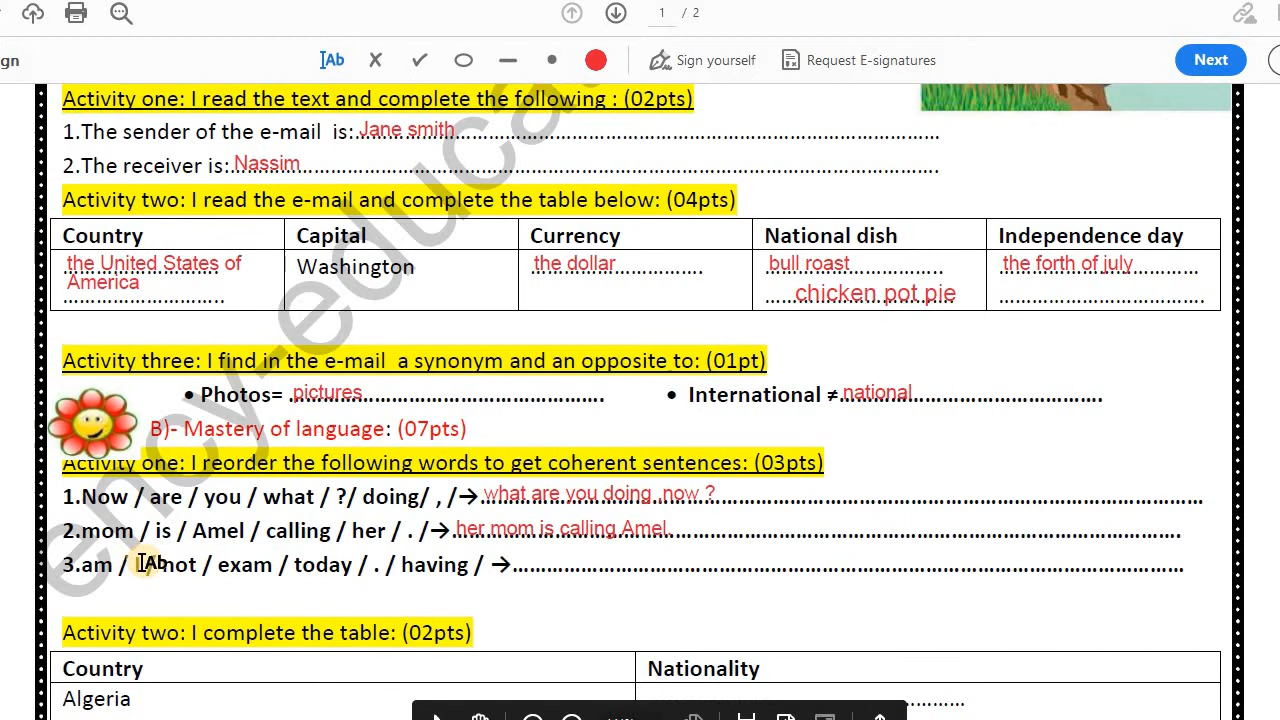 1 / 2
gn
Ab
Sign yourself
Request E-signatures
Next
Activity one: I read the text and complete the following : (02pts)
1.The sender of the e-mail is:Jane smith……………………………………………………………………
2.The receiver is:Nassim……………………………………………………………………………………….
Activity two: I read the e-mail and complete the table below: (04pts)
Country Capital Currency National dish Independence day
the United States of America Washington the dollar bull roast chicken pot pie the forth of july
Activity three: I find in the e-mail a synonym and an opposite to: (01pt)
• Photos= pictures…………………………………. • International ≠national…………………………….
B)- Mastery of language: (07pts)
Activity one: I reorder the following words to get coherent sentences: (03pts)
1.Now / are / you / what / ?/ doing/ , /→what are you doing ,now ?………………………………………………
2.mom / is / Amel / calling / her / . /→her mom is calling Amel.…………………………………………………….
3.am / / not / exam / today / . / having / →…………………………………………………………………………………
Ab
Activity two: I complete the table: (02pts)
Country Nationality
Algeria ……………………………………….
ency-educa